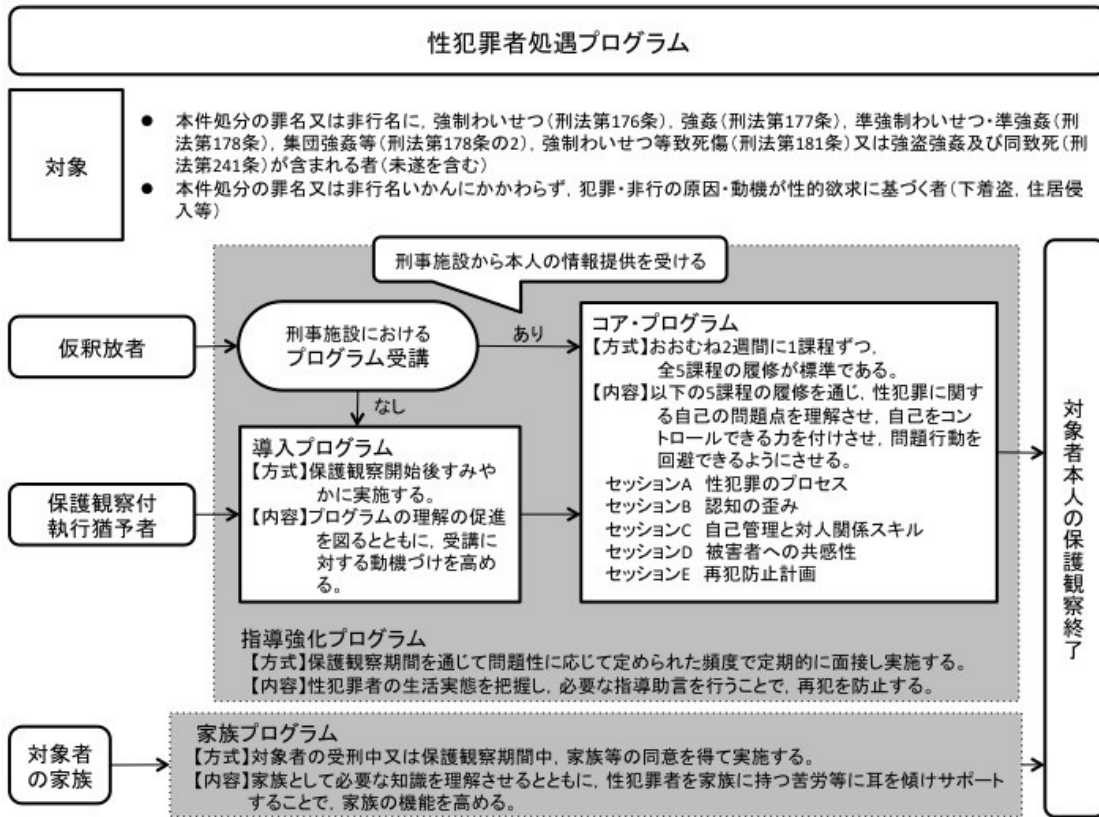 性犯罪者処遇プログラム
対象
● 本件処分の罪名又は非行名に，強制わいせつ（刑法第176条），強姦（刑法第177条），準強制わいせつ・準強姦（刑
法第178条），集団強姦等（刑法第178条の2），強制わいせつ等致死傷（刑法第181条）又は強盗強姦及び同致死（刑
法第241条）が含まれる者（未遂を含む）
● 本件処分の罪名又は非行名いかんにかかわらず，犯罪・非行の原因・動機が性的欲求に基づく者（下着盗，住居侵
入等）
刑事施設から本人の情報提供を受ける
仮釈放者
刑事施設における
プログラム受講
あり
なし
コア・プログラム
【方式】おおむね2週間に1課程ずつ，
全5課程の履修が標準である。
【内容】以下の5課程の履修を通じ，性犯罪に関す
る自己の問題点を理解させ，自己をコン
トロールできる力を付けさせ，問題行動を
回避できるようにさせる。
セッションA 性犯罪のプロセス
セッションB 認知の歪み
セッションC 自己管理と対人関係スキル
セッションD 被害者への共感性
セッションE 再犯防止計画
保護観察付
執行猶予者
導入プログラム
【方式】保護観察開始後すみや
かに実施する。
【内容】プログラムの理解の促進
を図るとともに，受講に
対する動機づけを高め
る。
指導強化プログラム
【方式】保護観察期間を通じて問題性に応じて定められた頻度で定期的に面接し実施する。
【内容】性犯罪者の生活実態を把握し，必要な指導助言を行うことで，再犯を防止する。
対象者
の家族
家族プログラム
【方式】対象者の受刑中又は保護観察期間中，家族等の同意を得て実施する。
【内容】家族として必要な知識を理解させるとともに，性犯罪者を家族に持つ苦労等に耳を傾けサポート
することで，家族の機能を高める。
対象者本人の保護観察終了